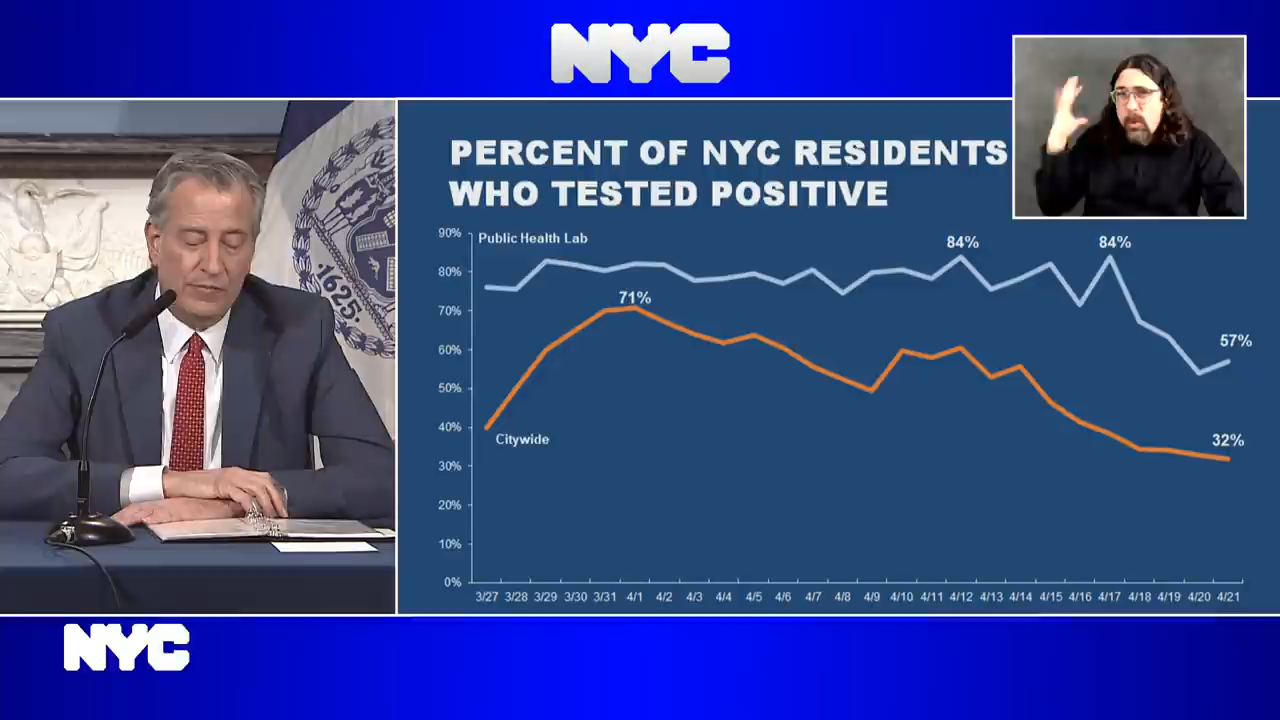 NYC
PERCENT OF NYC RESIDENTS
WHO TESTED POSITIVE
90%
80%
70%
60%
50%
40%
30%
20%
10%
0%
Public Health Lab
84%
84%
71%
57%
Citywide
32%
3/27 3/28 3/29 3/30 3/31 4/1 4/2 4/3 4/4 4/5 4/6 4/7 4/8 4/9 4/10 4/11 4/12 4/13 4/14 4/15 4/16 4/17 4/18 4/19 4/20 4/21
·1625·
NYC